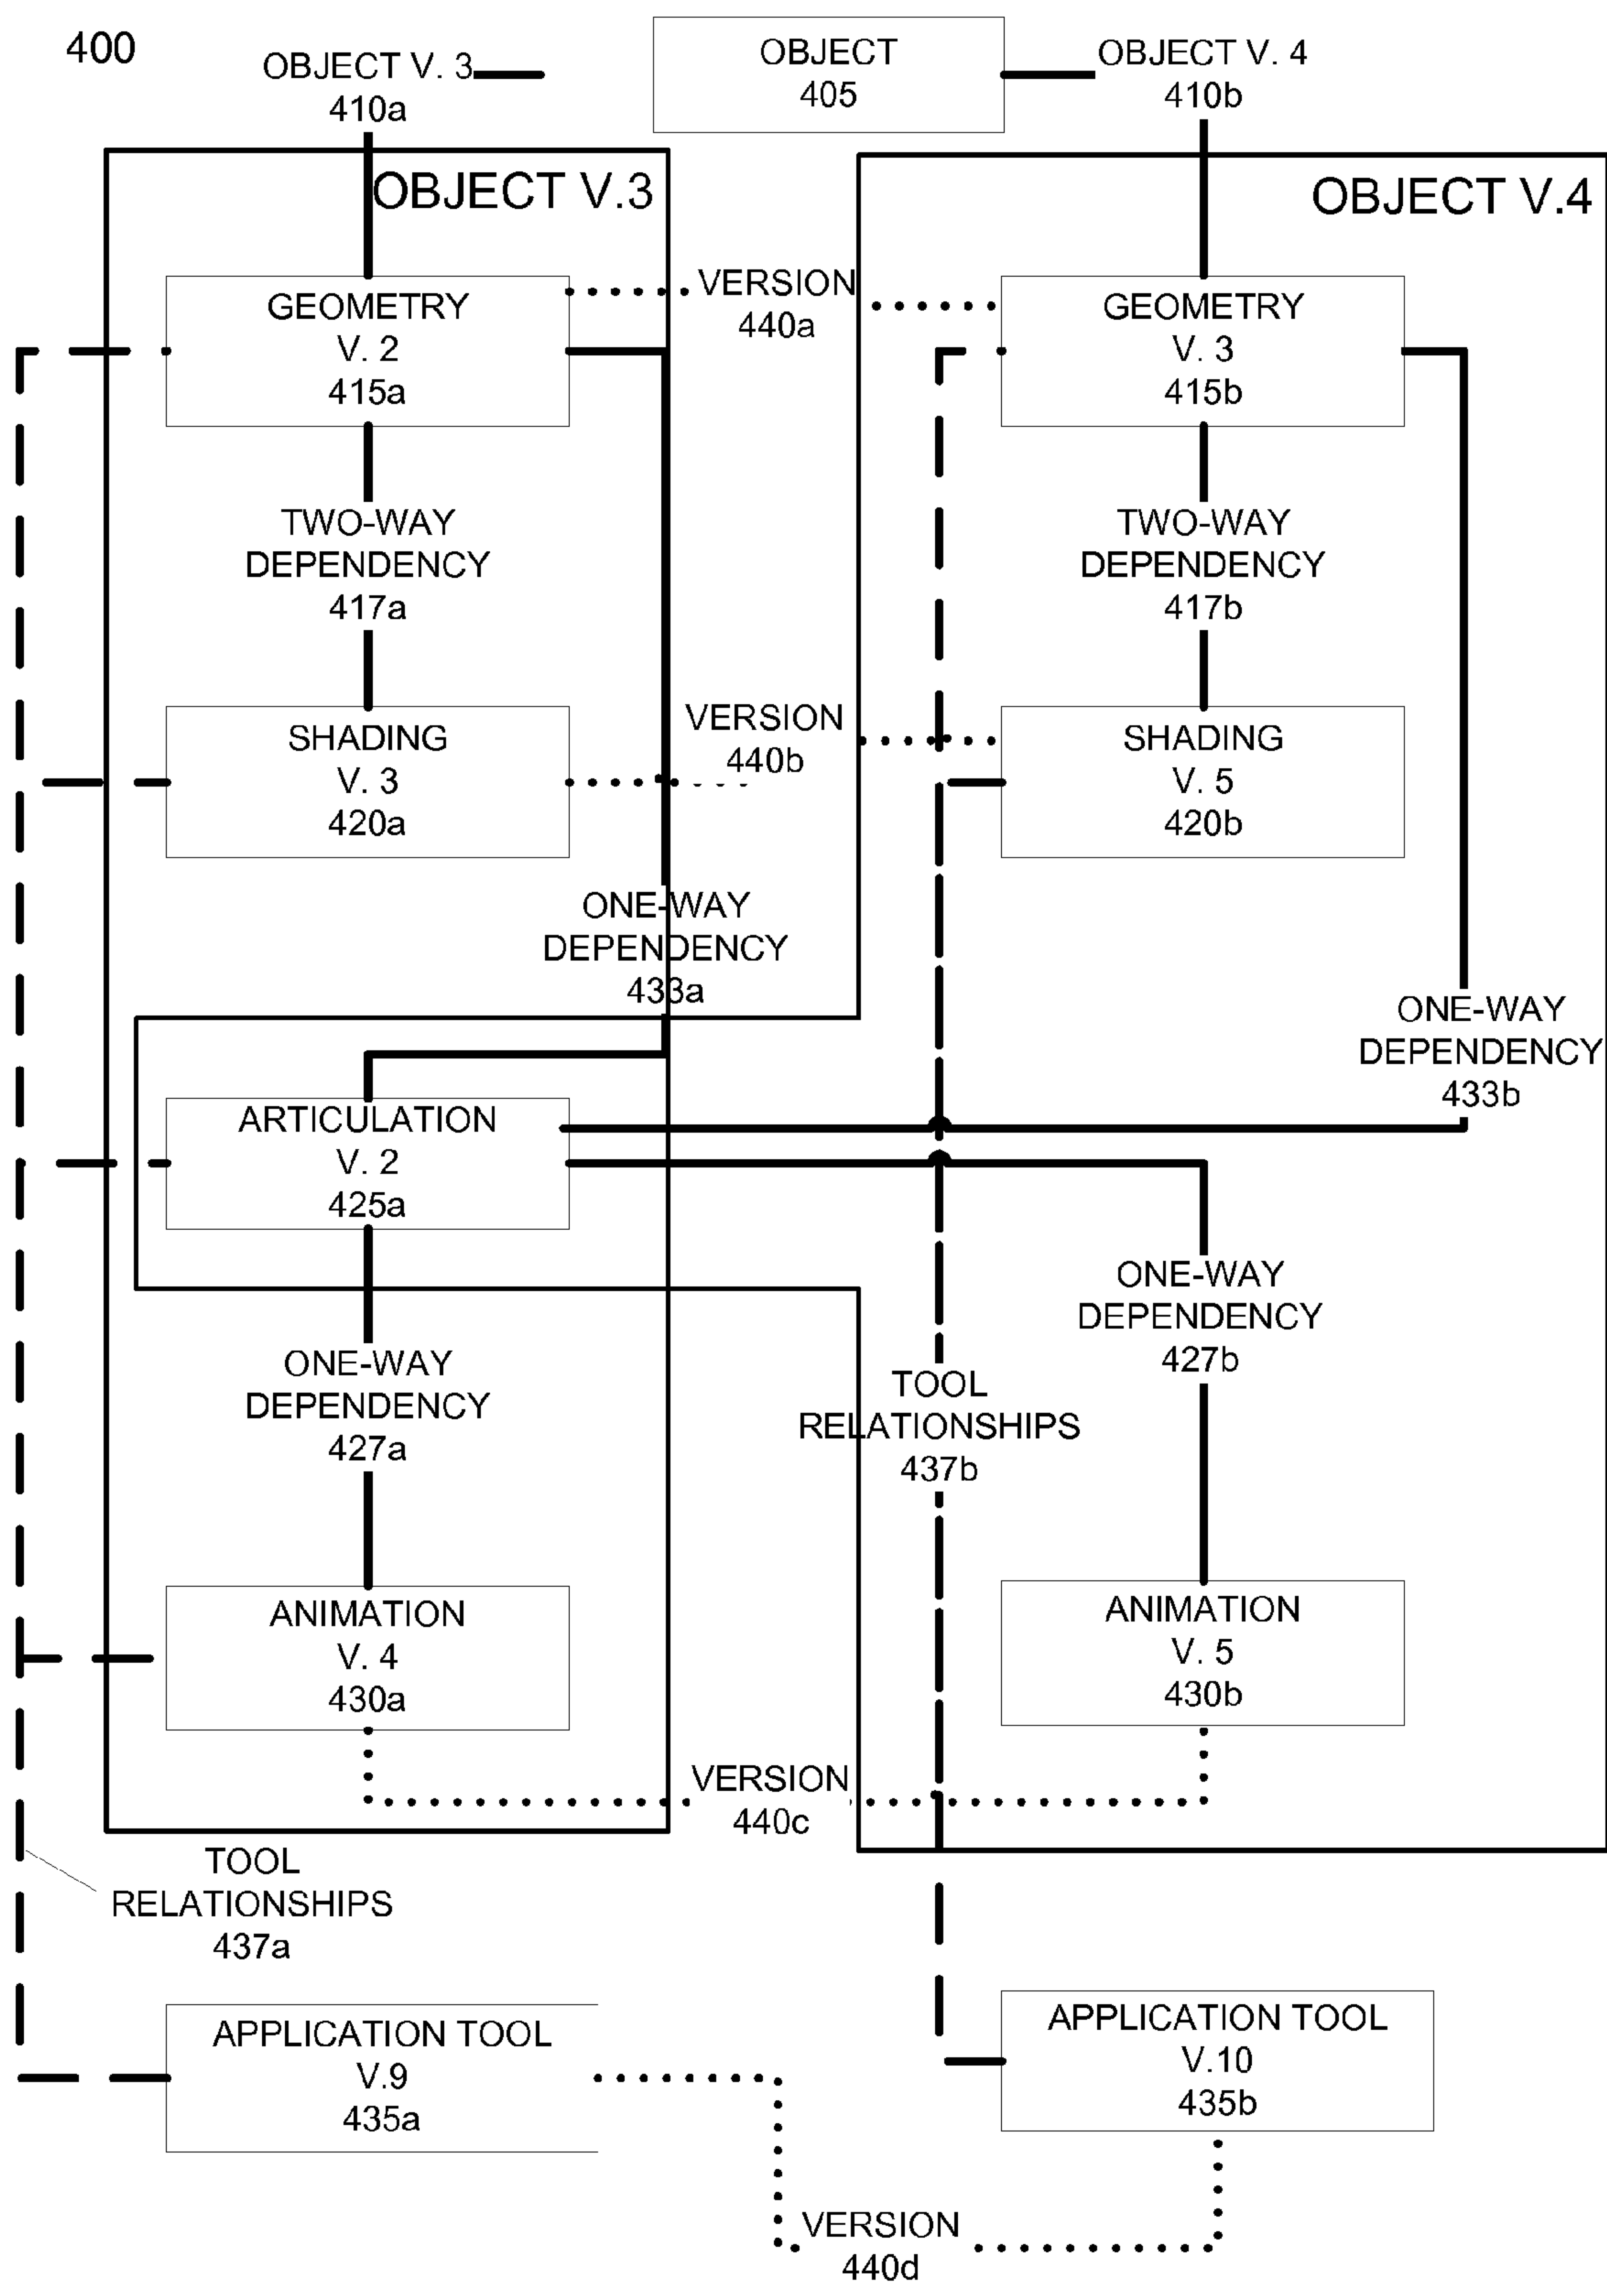 400
OBJECT V. 3
410a
OBJECT
405
OBJECT V. 4
410b
OBJECT V.3
OBJECT V.4
GEOMETRY
V. 2
415a
VERSION
440a
GEOMETRY
V. 3
415b
TWO-WAY
DEPENDENCY
417a
TWO-WAY
DEPENDENCY
417b
SHADING
V. 3
420a
VERSION
440b
SHADING
V. 5
420b
ONE-WAY
DEPENDENCY
433a
ONE-WAY
DEPENDENCY
433b
ARTICULATION
V. 2
425a
ONE-WAY
DEPENDENCY
427b
ONE-WAY
DEPENDENCY
427a
TOOL
RELATIONSHIPS
437b
ANIMATION
V. 4
430a
ANIMATION
V. 5
430b
VERSION
440c
TOOL
RELATIONSHIPS
437a
APPLICATION TOOL
V.9
435a
APPLICATION TOOL
V.10
435b
VERSION
440d